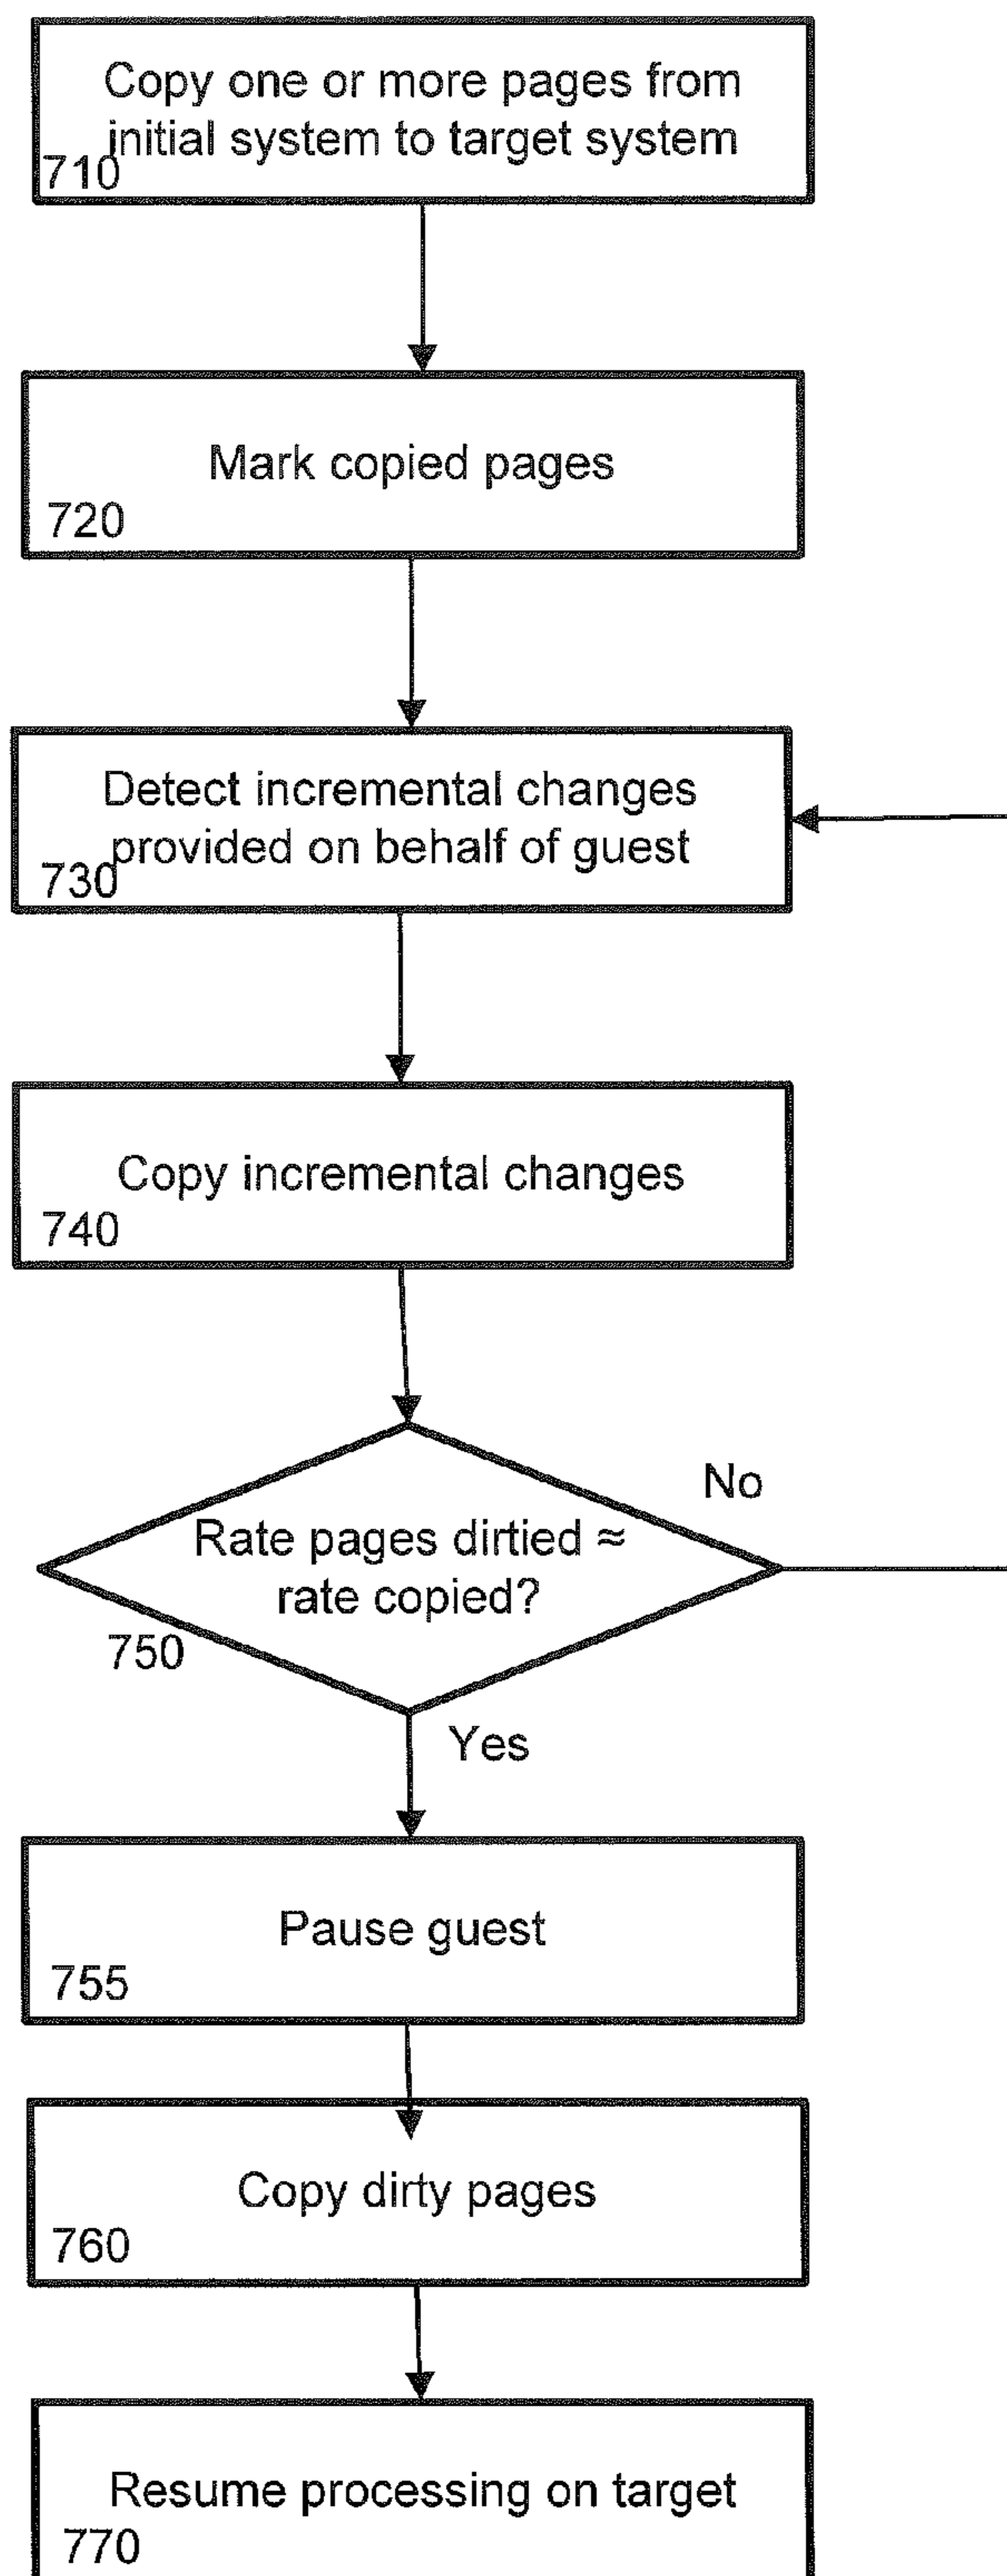 Copy one or more pages from
initial system to target system
710
Mark copied pages
720
Detect incremental changes
provided on behalf of guest
730
Copy incremental changes
740
No
Rate pages dirtied ≈
rate copied?
750
Yes
Pause guest
755
Copy dirty pages
760
Resume processing on target
770